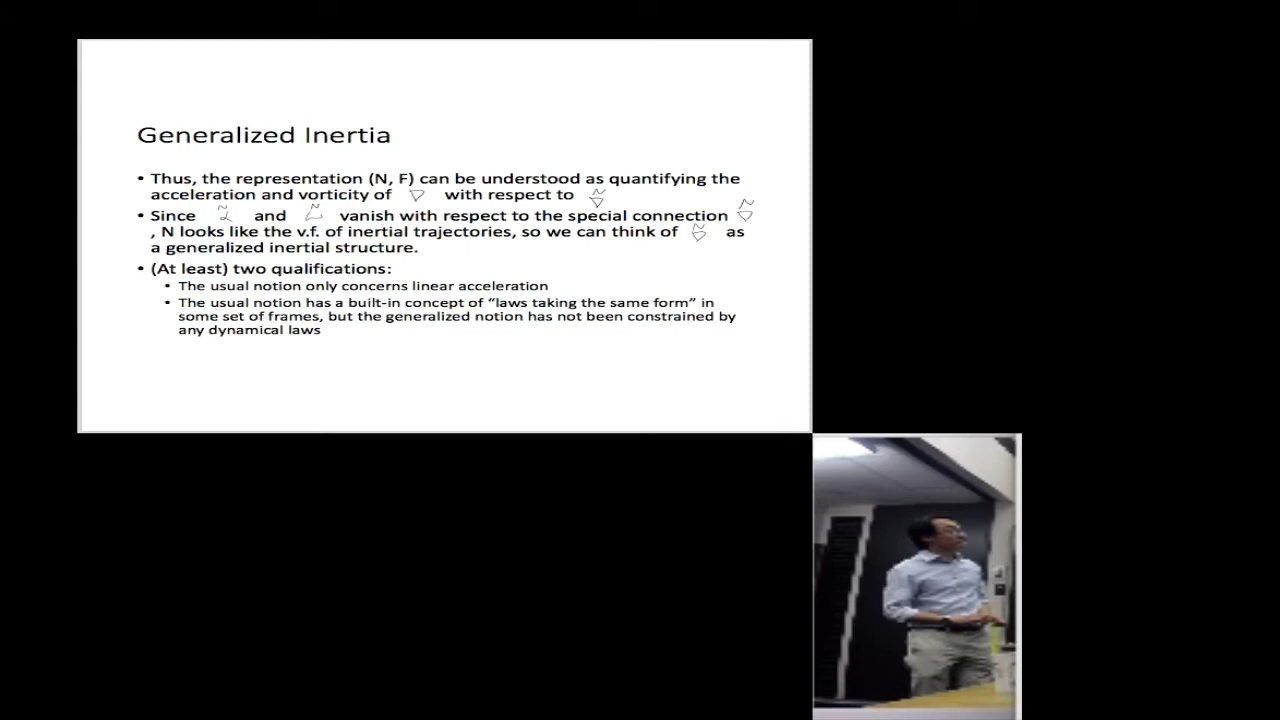 Generalized Inertia
• Thus, the representation (N, F) can be understood as quantifying the
acceleration and vorticity of ∇ with respect to ∇̃
• Since α̃ and vanish with respect to the special connection ∇̃
, N looks like the v.f. of inertial trajectories, so we can think of ∇̃ as
a generalized inertial structure.
• (At least) two qualifications:
• The usual notion only concerns linear acceleration
• The usual notion has a built-in concept of “laws taking the same form” in
some set of frames, but the generalized notion has not been constrained by
any dynamical laws